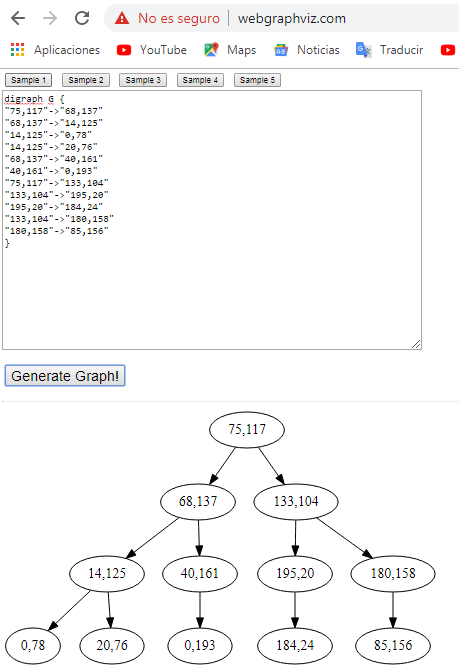 No es seguro | webgraphviz.com
Aplicaciones YouTube Maps Noticias Traducir
Sample 1 Sample 2 Sample 3 Sample 4 Sample 5
digraph G {
"75,117"->"68,137"
"68,137"->"14,125"
"14,125"->"0,78"
"14,125"->"20,76"
"68,137"->"40,161"
"40,161"->"0,193"
"75,117"->"133,104"
"133,104"->"195,20"
"195,20"->"184,24"
"133,104"->"180,158"
"180,158"->"85,156"
}
Generate Graph!
75,117
68,137 133,104
14,125 40,161 195,20 180,158
0,78 20,76 0,193 184,24 85,156